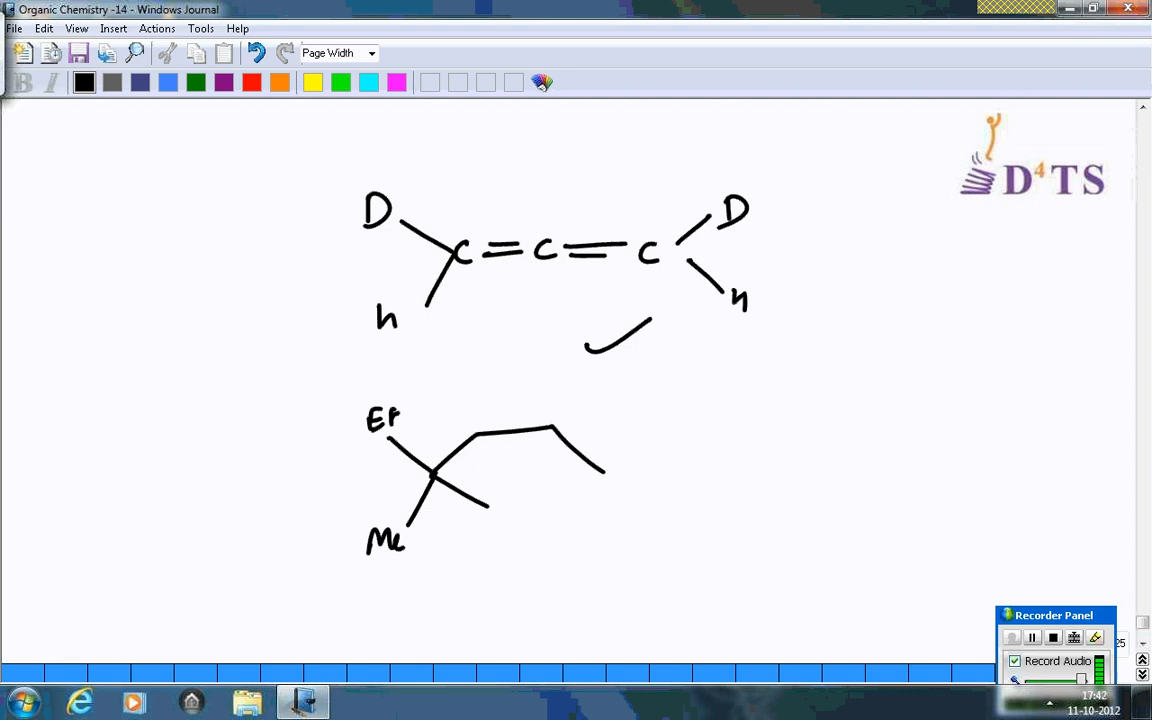 Organic Chemistry -14 - Windows Journal
File Edit View Insert Actions Tools Help
Page Width
B I
D⁴TS
D D
C = C = C
h h
Et
Me
Recorder Panel
25
Record Audio
17:42
11-10-2012